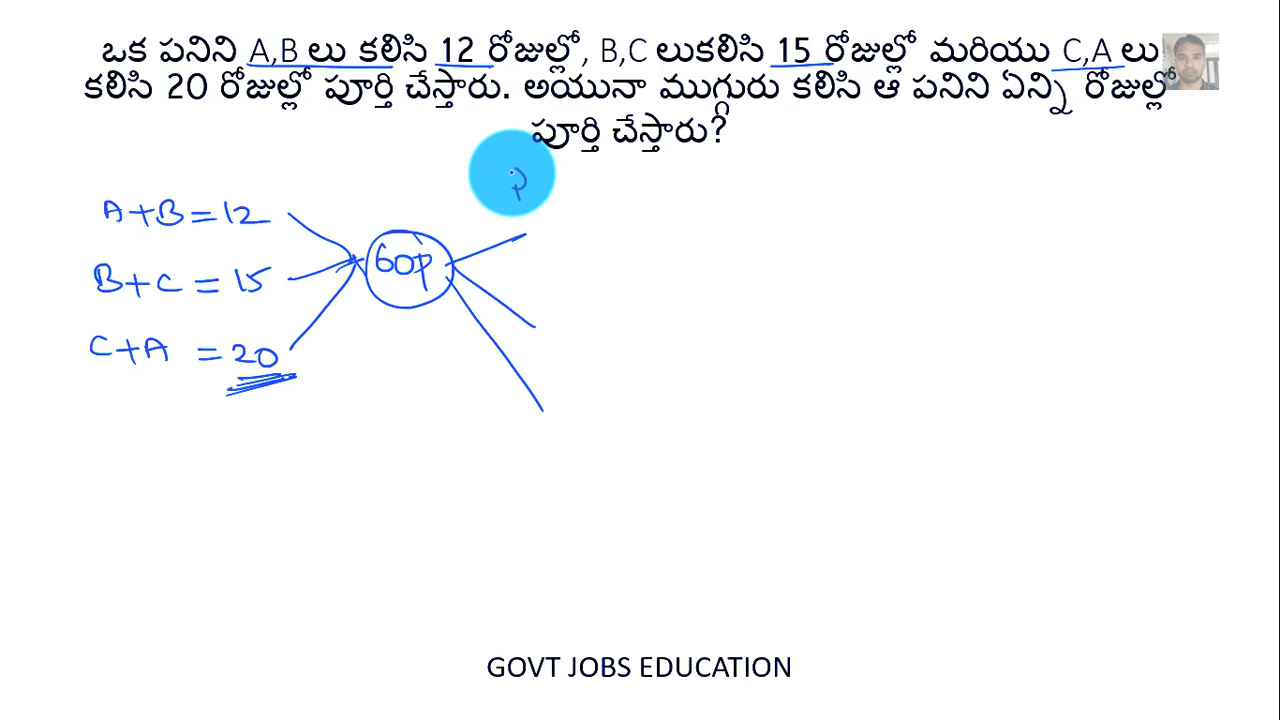 ఒక పనిని A,B లు కలిసి 12 రోజుల్లో, B,C లుకలిసి 15 రోజుల్లో మరియు C,A లు
కలిసి 20 రోజుల్లో పూర్తి చేస్తారు. అయునా ముగ్గురు కలిసి ఆ పనిని ఏన్ని రోజుల్లో
పూర్తి చేస్తారు?
A+B = 12
B+C = 15
C+A = 20
60p
GOVT JOBS EDUCATION